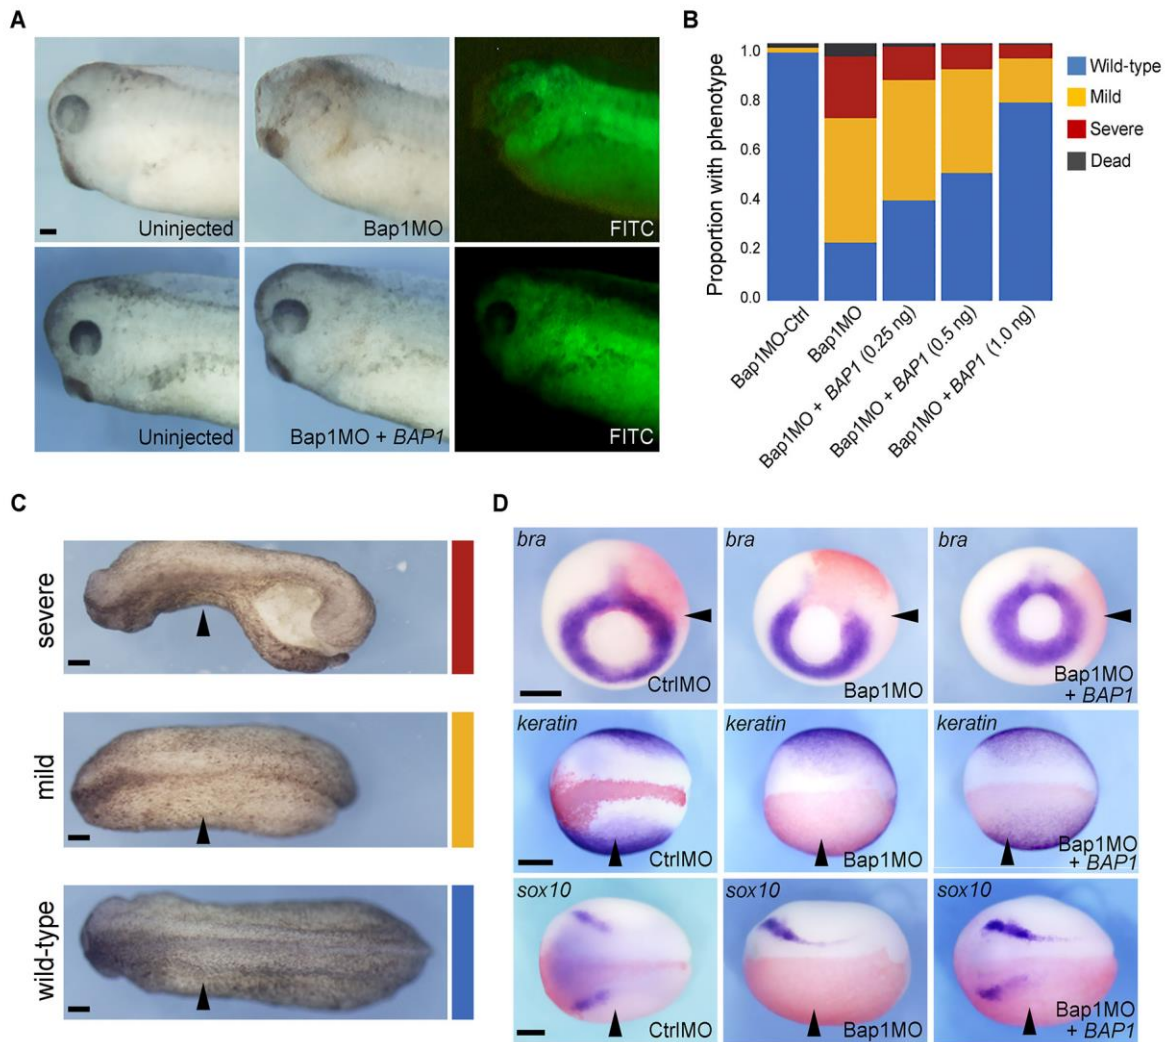 A
Uninjected
Bap1MO
FITC
Uninjected
Bap1MO + BAP1
FITC
B
Proportion with phenotype
1.0
0.8
0.6
0.4
0.2
0.0
Bap1MO-Ctrl
Bap1MO
Bap1MO + BAP1 (0.25 ng)
Bap1MO + BAP1 (0.5 ng)
Bap1MO + BAP1 (1.0 ng)
Wild-type
Mild
Severe
Dead
C
severe
mild
wild-type
D
bra
CtrlMO
bra
Bap1MO
bra
Bap1MO
+ BAP1
keratin
CtrlMO
keratin
Bap1MO
keratin
Bap1MO
+ BAP1
sox10
CtrlMO
sox10
Bap1MO
sox10
Bap1MO
+ BAP1